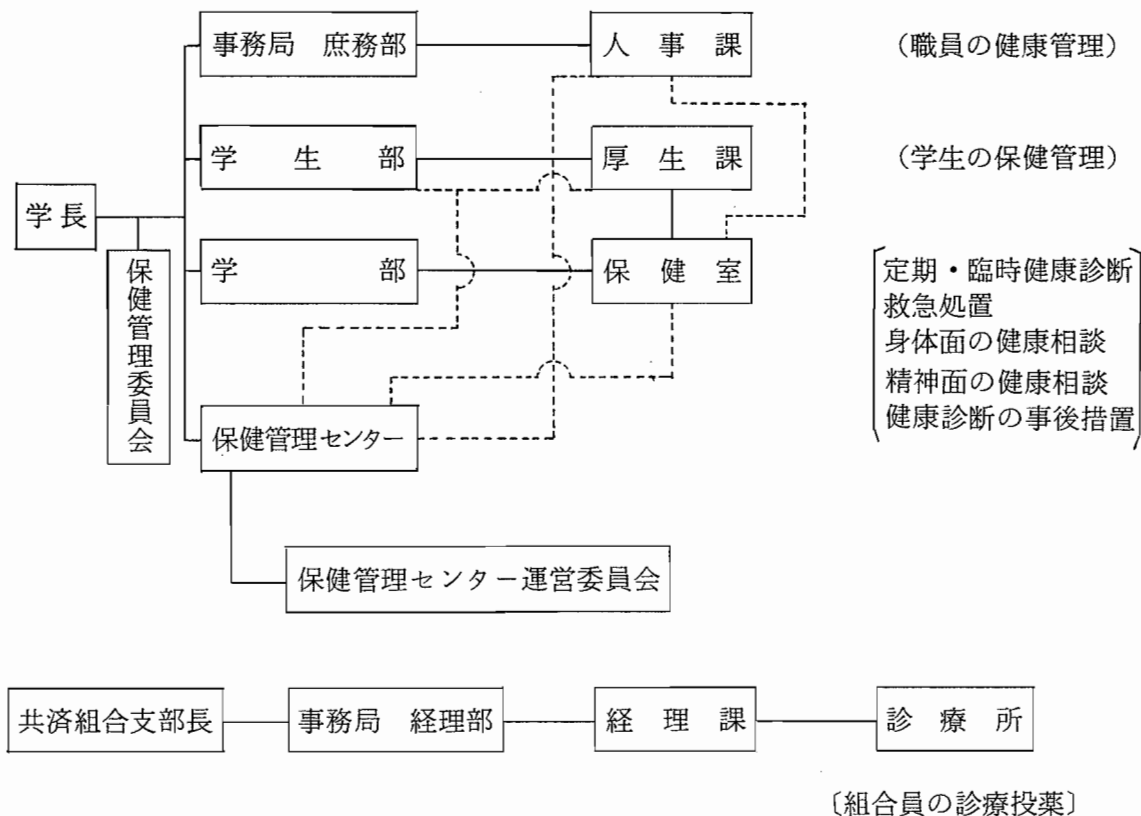 事務局 庶務部
人事課
(職員の健康管理)
学生部
厚生課
(学生の保健管理)
学長
保健管理委員会
学部
保健室
定期・臨時健康診断
救急処置
身体面の健康相談
精神面の健康相談
健康診断の事後措置
保健管理センター
保健管理センター運営委員会
共済組合支部長
事務局 経理部
経理課
診療所
〔組合員の診療投薬〕